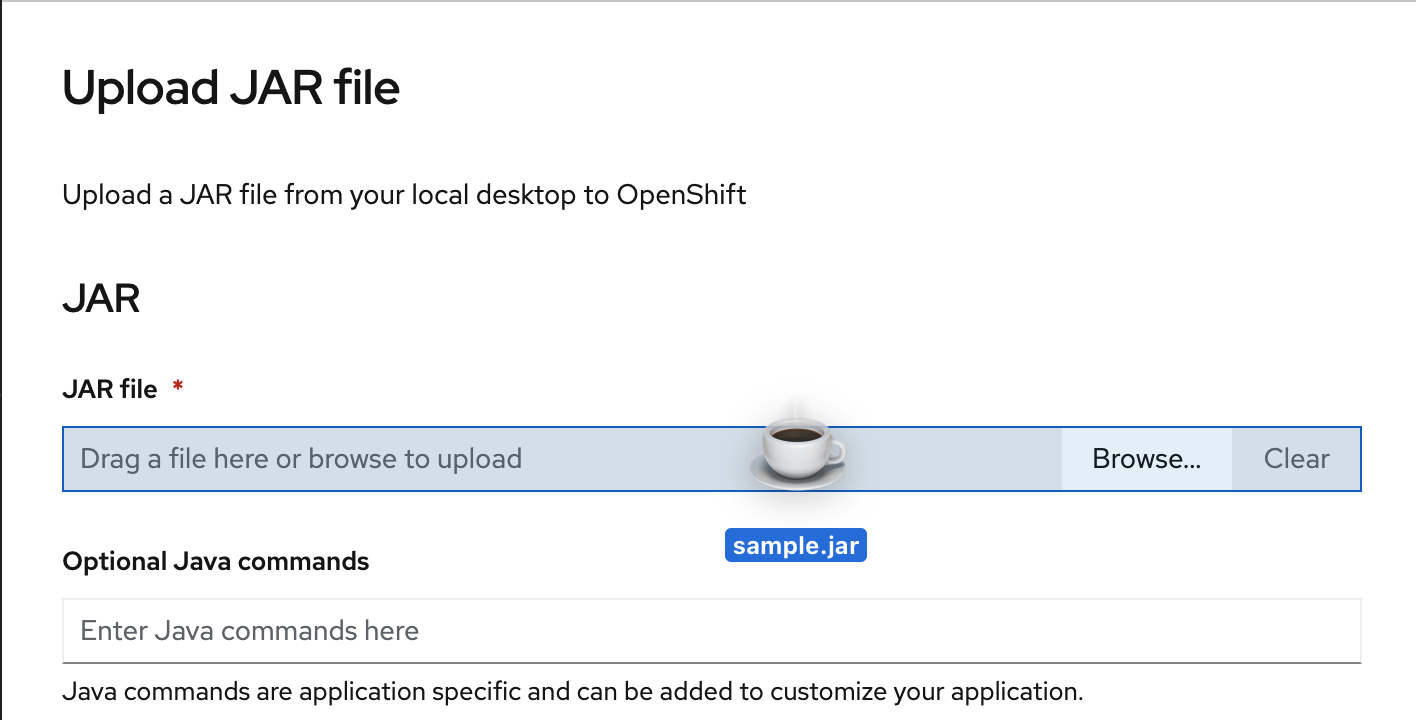 Upload JAR file
Upload a JAR file from your local desktop to OpenShift
JAR
JAR file *
Drag a file here or browse to upload Browse... Clear
sample.jar
Optional Java commands
Enter Java commands here
Java commands are application specific and can be added to customize your application.